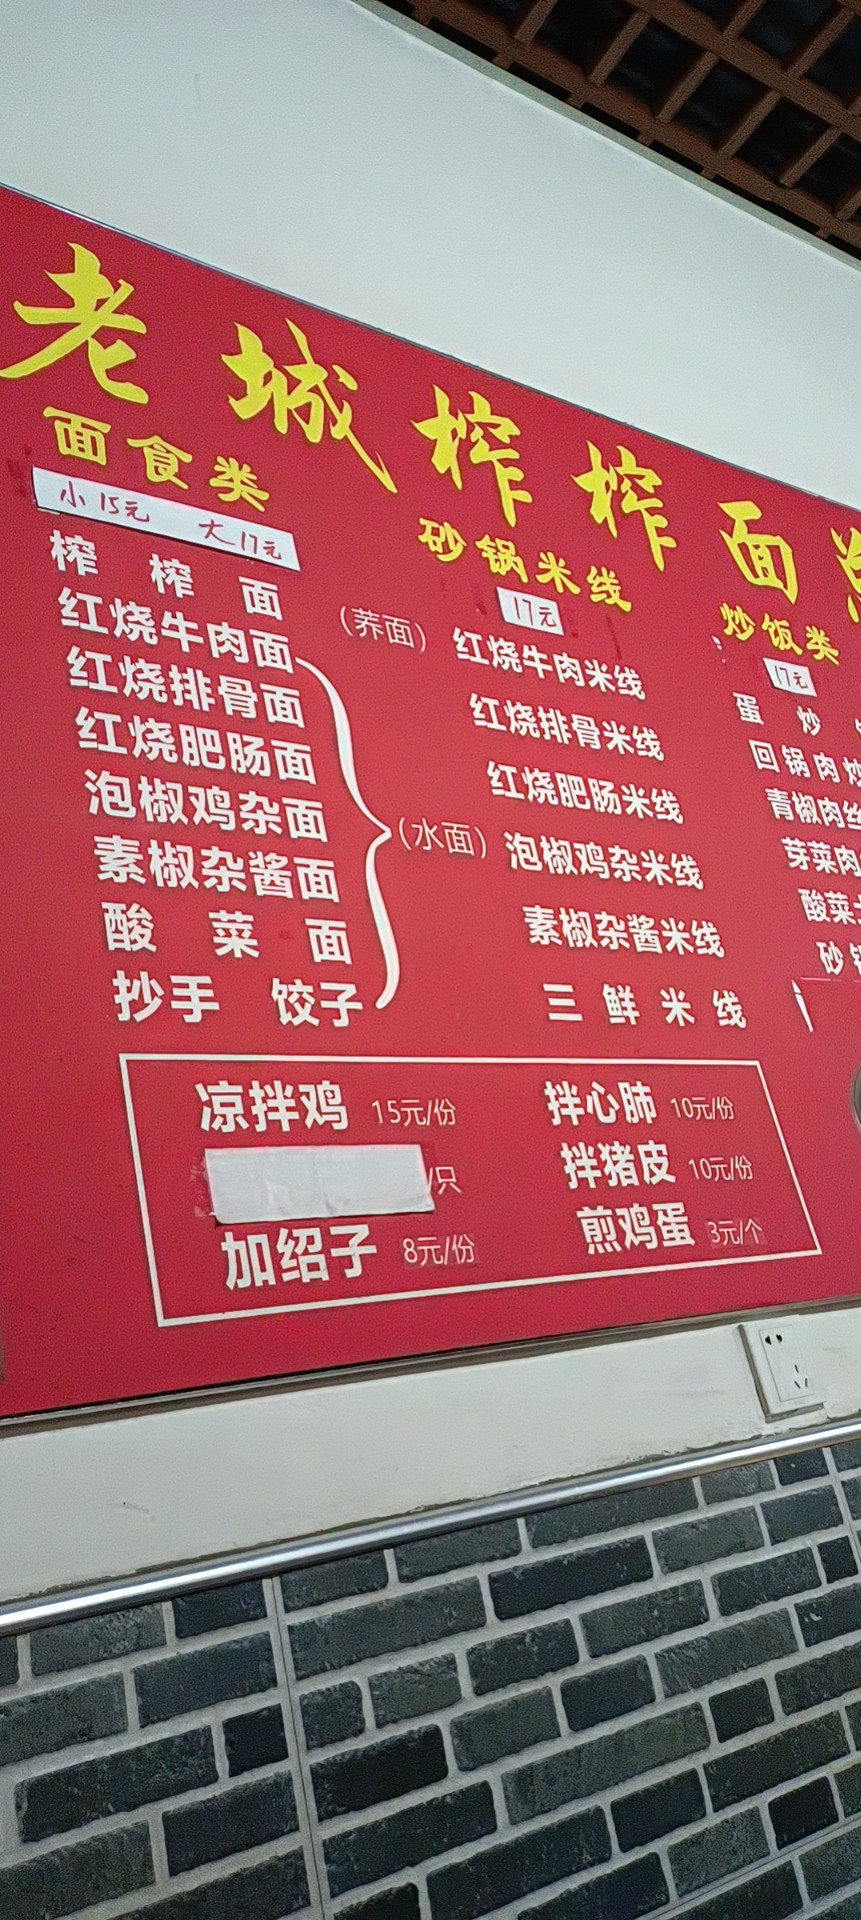 老城榨榨面
面食类
小15元 大17元
榨榨面 (荞面)
红烧牛肉面
红烧排骨面
红烧肥肠面
泡椒鸡杂面
素椒杂酱面
酸菜面
抄手 饺子
(水面)
砂锅米线
17元
红烧牛肉米线
红烧排骨米线
红烧肥肠米线
泡椒鸡杂米线
素椒杂酱米线
三鲜米线
炒饭类
17元
蛋炒
回锅肉炒
青椒肉丝
芽菜肉
酸菜
砂锅
凉拌鸡 15元/份
/只
加绍子 8元/份
拌心肺 10元/份
拌猪皮 10元/份
煎鸡蛋 3元/个